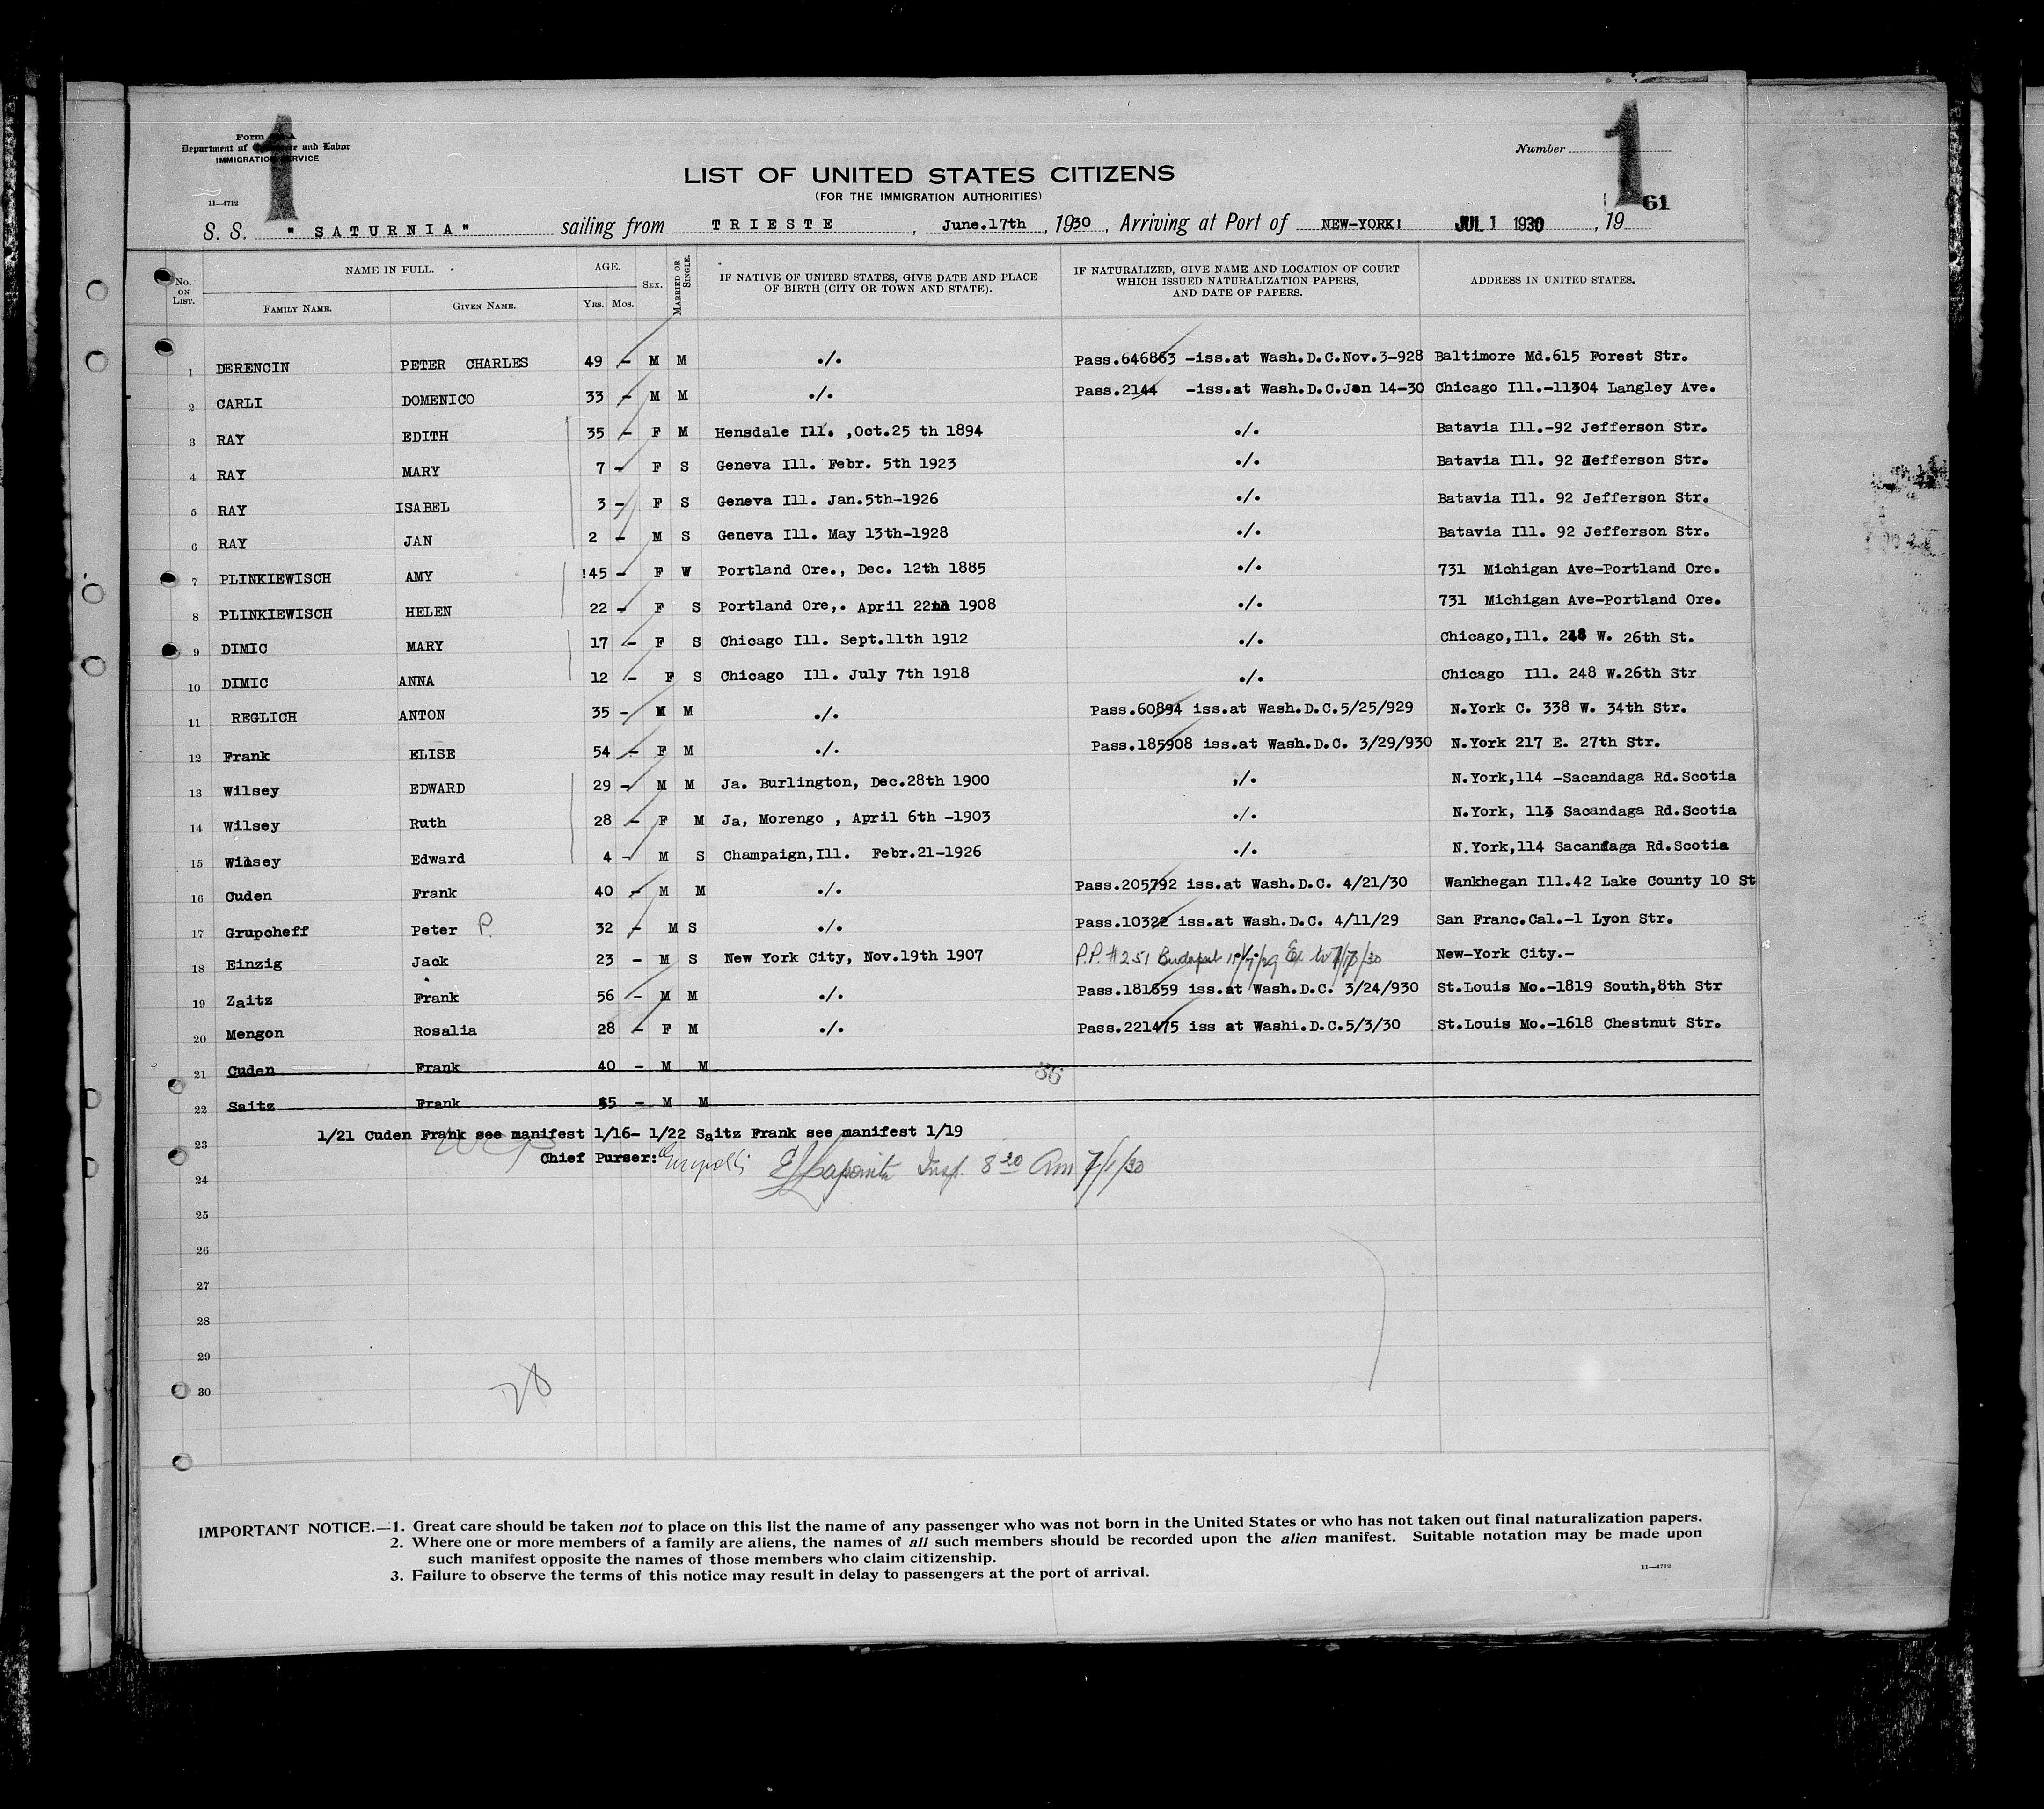 1
Form A
Department of Commerce and Labor
IMMIGRATION SERVICE
11—4712
Number
1
61
LIST OF UNITED STATES CITIZENS
(FOR THE IMMIGRATION AUTHORITIES)
S. S. "SATURNIA" sailing from TRIESTE, June.17th, 1930, Arriving at Port of NEW-YORK! JUL 1 1930, 19
No. ON LIST. NAME IN FULL. AGE. SEX. MARRIED OR SINGLE. IF NATIVE OF UNITED STATES, GIVE DATE AND PLACE OF BIRTH (CITY OR TOWN AND STATE). IF NATURALIZED, GIVE NAME AND LOCATION OF COURT WHICH ISSUED NATURALIZATION PAPERS, AND DATE OF PAPERS. ADDRESS IN UNITED STATES.
FAMILY NAME. GIVEN NAME. YRS. MOS.
1 DERENCIN PETER CHARLES 49 - M M ./. Pass.646863 -iss.at Wash.D.C.Nov.3-928 Baltimore Md.615 Forest Str.
2 CARLI DOMENICO 33 - M M ./. Pass.2144 -iss.at Wash.D.C.Jan 14-30 Chicago Ill.-11304 Langley Ave.
3 RAY EDITH 35 - F M Hensdale Ill. ,Oct.25 th 1894 ./. Batavia Ill.-92 Jefferson Str.
4 RAY MARY 7 - F S Geneva Ill. Febr. 5th 1923 ./. Batavia Ill. 92 Jefferson Str.
5 RAY ISABEL 3 - F S Geneva Ill. Jan.5th-1926 ./. Batavia Ill. 92 Jefferson Str.
6 RAY JAN 2 - M S Geneva Ill. May 13th-1928 ./. Batavia Ill. 92 Jefferson Str.
7 PLINKIEWISCH AMY !45 - F W Portland Ore., Dec. 12th 1885 ./. 731 Michigan Ave-Portland Ore.
8 PLINKIEWISCH HELEN 22 - F S Portland Ore,. April 22 1908 ./. 731 Michigan Ave-Portland Ore.
9 DIMIC MARY 17 - F S Chicago Ill. Sept.11th 1912 ./. Chicago,Ill. 248 W. 26th St.
10 DIMIC ANNA 12 - F S Chicago Ill. July 7th 1918 ./. Chicago Ill. 248 W.26th Str
11 REGLICH ANTON 35 - M M ./. Pass.60894 iss.at Wash.D.C.5/25/929 N.York C. 338 W. 34th Str.
12 Frank ELISE 54 - F M ./. Pass.185908 iss.at Wash.D.C. 3/29/930 N.York 217 E. 27th Str.
13 Wilsey EDWARD 29 - M M Ja. Burlington, Dec.28th 1900 ./. N.York,114 -Sacandaga Rd.Scotia
14 Wilsey Ruth 28 - F M Ja, Morengo , April 6th -1903 ./. N.York, 114 Sacandaga Rd.Scotia
15 Wilsey Edward 4 - M S Champaign,Ill. Febr.21-1926 ./. N.York,114 Sacandaga Rd.Scotia
16 Cuden Frank 40 - M M ./. Pass.205792 iss.at Wash.D.C. 4/21/30 Wankhegan Ill.42 Lake County 10 St
17 Grupcheff Peter P. 32 - M S ./. Pass.10322 iss.at Wash.D.C. 4/11/29 San Franc.Cal.-1 Lyon Str.
18 Einzig Jack 23 - M S New York City, Nov.19th 1907 P.P.#251 Budapest New-York City.-
19 Zaitz Frank 56 - M M ./. Pass.181659 iss.at Wash.D.C. 3/24/930 St.Louis Mo.-1819 South,8th Str
20 Mengon Rosalia 28 - F M ./. Pass.221475 iss at Washi.D.C.5/3/30 St.Louis Mo.-1618 Chestnut Str.
21 Cuden Frank 40 - M M
22 Saitz Frank 55 - M M
23 1/21 Cuden Frank see manifest 1/16- 1/22 Saitz Frank see manifest 1/19
Chief Purser: Insp. 8 20 Am 7/1/30
24
25
26
27
28
29
30
IMPORTANT NOTICE.—1. Great care should be taken not to place on this list the name of any passenger who was not born in the United States or who has not taken out final naturalization papers.
2. Where one or more members of a family are aliens, the names of all such members should be recorded upon the alien manifest. Suitable notation may be made upon
such manifest opposite the names of those members who claim citizenship.
3. Failure to observe the terms of this notice may result in delay to passengers at the port of arrival.
11—4712